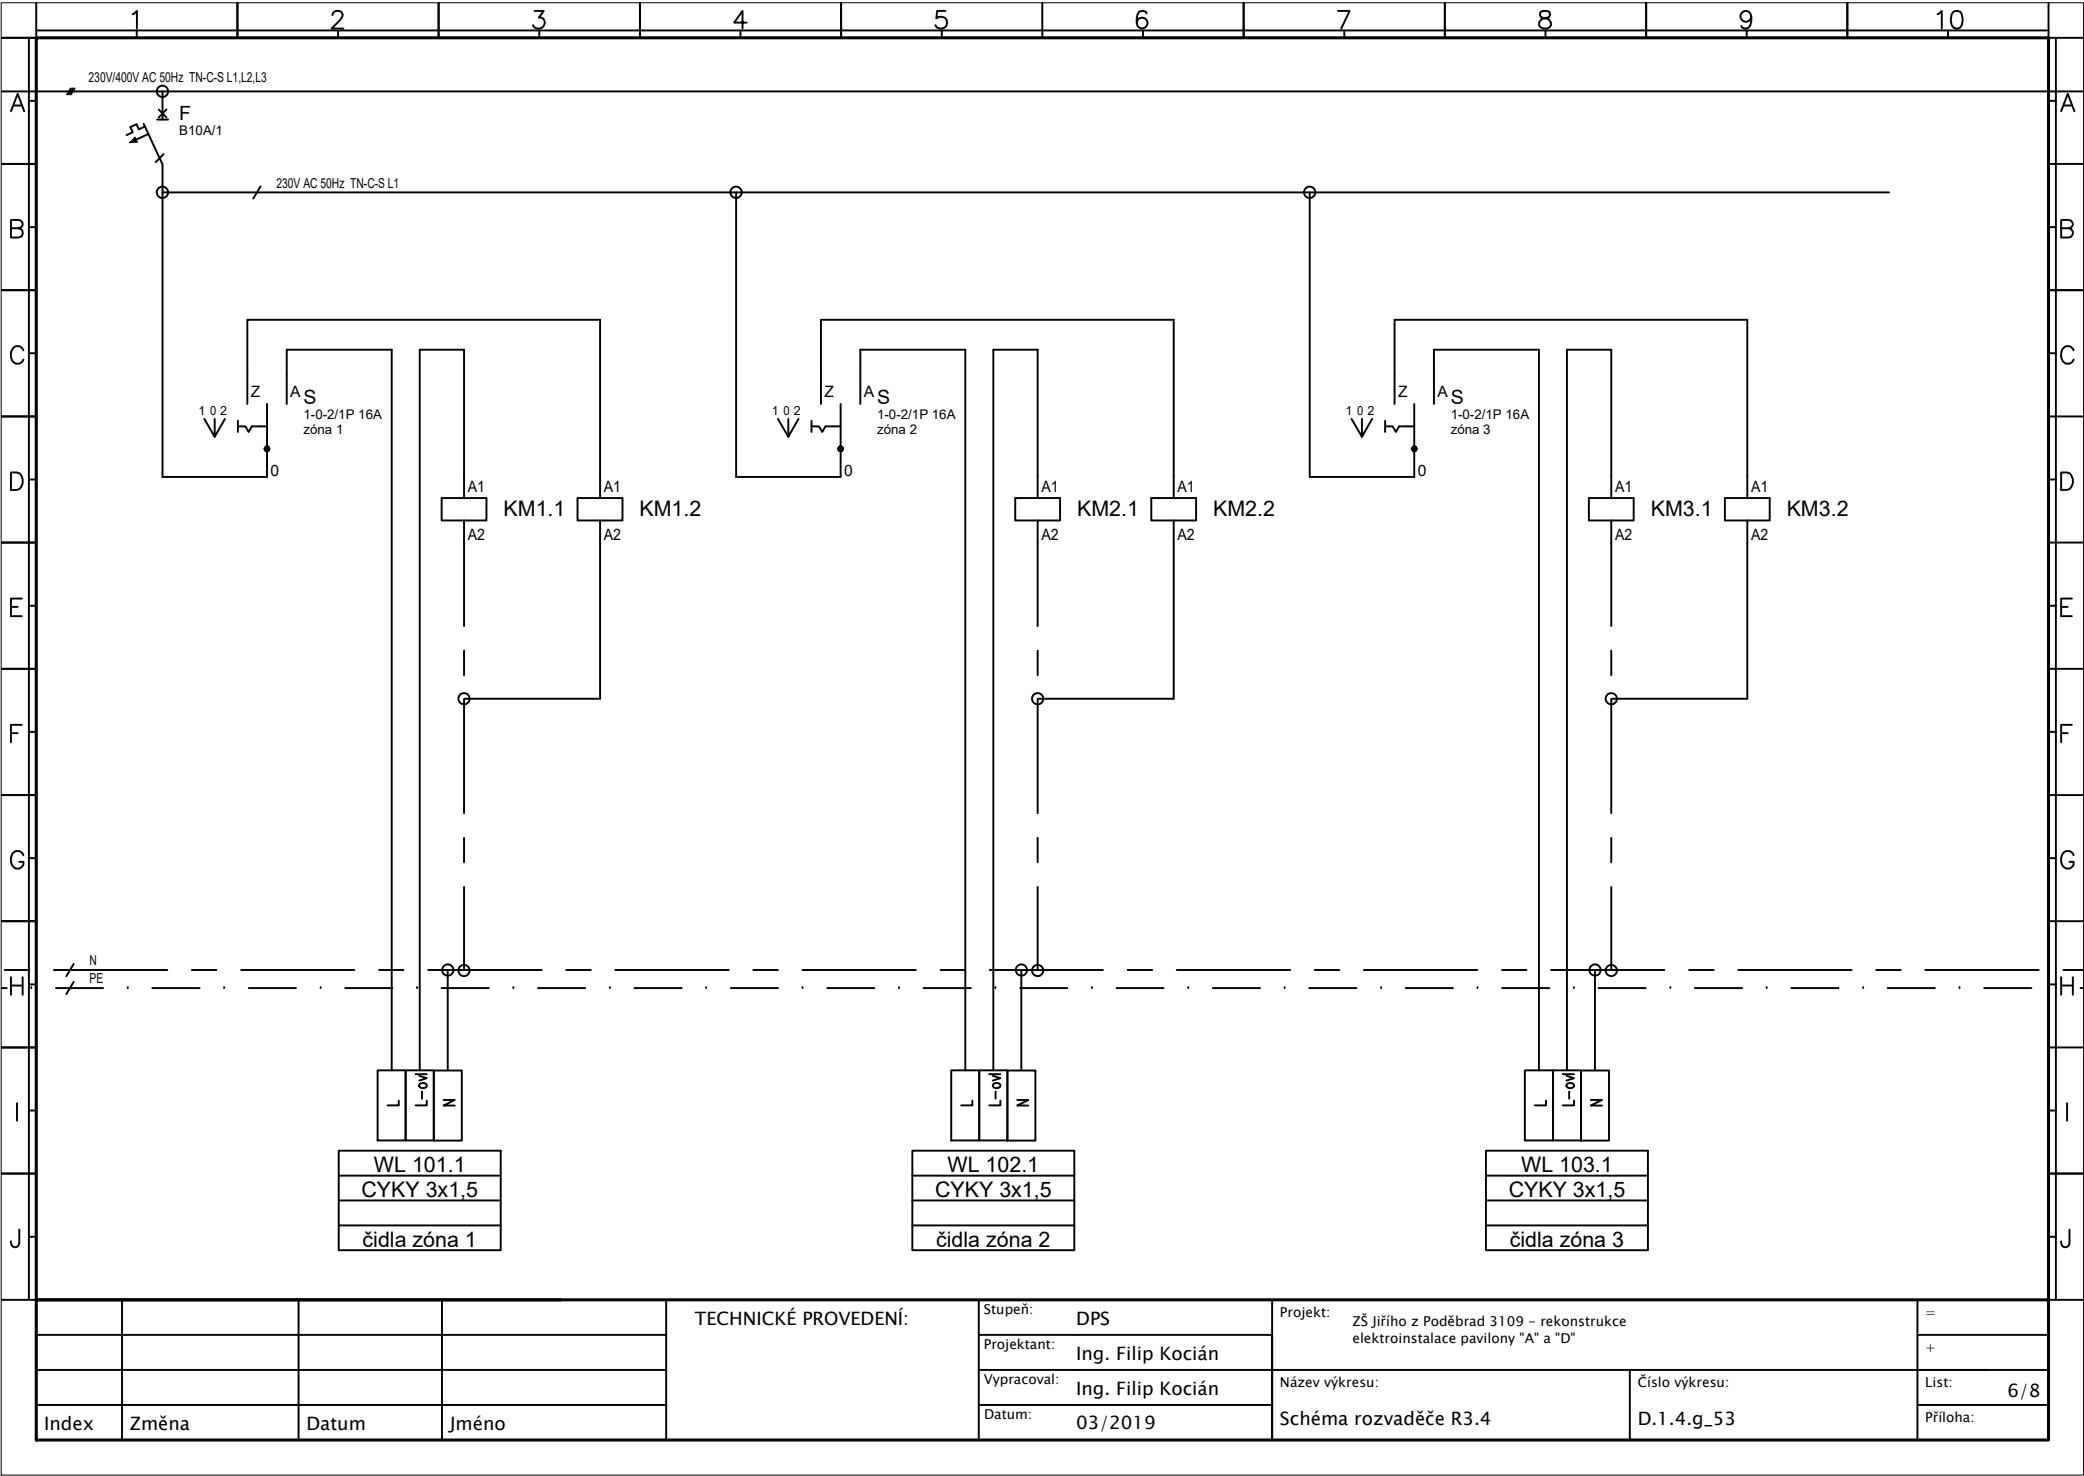 1 2 3 4 5 6 7 8 9 10
230V/400V AC 50Hz TN-C-S L1,L2,L3
A A
F
B10A/1
230V AC 50Hz TN-C-S L1
B B
C C
Z A S
1-0-2/1P 16A
zóna 1
1 0 2
0
Z A S
1-0-2/1P 16A
zóna 2
1 0 2
0
Z A S
1-0-2/1P 16A
zóna 3
1 0 2
0
D D
A1 KM1.1 A2
A1 KM1.2 A2
A1 KM2.1 A2
A1 KM2.2 A2
A1 KM3.1 A2
A1 KM3.2 A2
E E
F F
G G
N
PE
H H
L L-ovl N
L L-ovl N
L L-ovl N
I I
WL 101.1
CYKY 3x1,5
čidla zóna 1
WL 102.1
CYKY 3x1,5
čidla zóna 2
WL 103.1
CYKY 3x1,5
čidla zóna 3
J J
Index Změna Datum Jméno
TECHNICKÉ PROVEDENÍ:
Stupeň: DPS
Projektant: Ing. Filip Kocián
Vypracoval: Ing. Filip Kocián
Datum: 03/2019
Projekt: ZŠ Jiřího z Poděbrad 3109 – rekonstrukce
elektroinstalace pavilony "A" a "D"
Název výkresu:
Schéma rozvaděče R3.4
Číslo výkresu:
D.1.4.g_53
=
+
List: 6/8
Příloha: